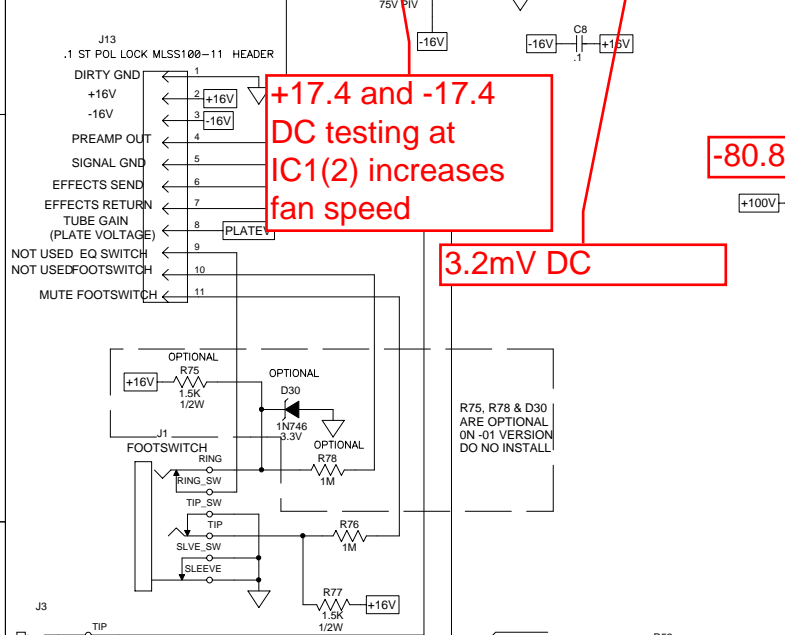 75V PIV
-16V
C8
-16V
+16V
.1
J13
.1 ST POL LOCK MLSS100-11 HEADER
DIRTY GND
1
+16V
2
+16V
-16V
3
-16V
PREAMP OUT
4
SIGNAL GND
5
EFFECTS SEND
6
EFFECTS RETURN
7
TUBE GAIN
(PLATE VOLTAGE)
8
PLATEV
NOT USED EQ SWITCH
9
NOT USED FOOTSWITCH
10
MUTE FOOTSWITCH
11
+17.4 and -17.4
DC testing at
IC1(2) increases
fan speed
-80.8
+100V
3.2mV DC
OPTIONAL
R75
+16V
1.5K
1/2W
OPTIONAL
D30
1N746
3.3V
R75, R78 & D30
ARE OPTIONAL
0N -01 VERSION
DO NO INSTALL
J1
FOOTSWITCH
OPTIONAL
R78
1M
RING
RING_SW
TIP_SW
TIP
SLVE_SW
SLEEVE
R76
1M
R77
+16V
1.5K
1/2W
J3
TIP